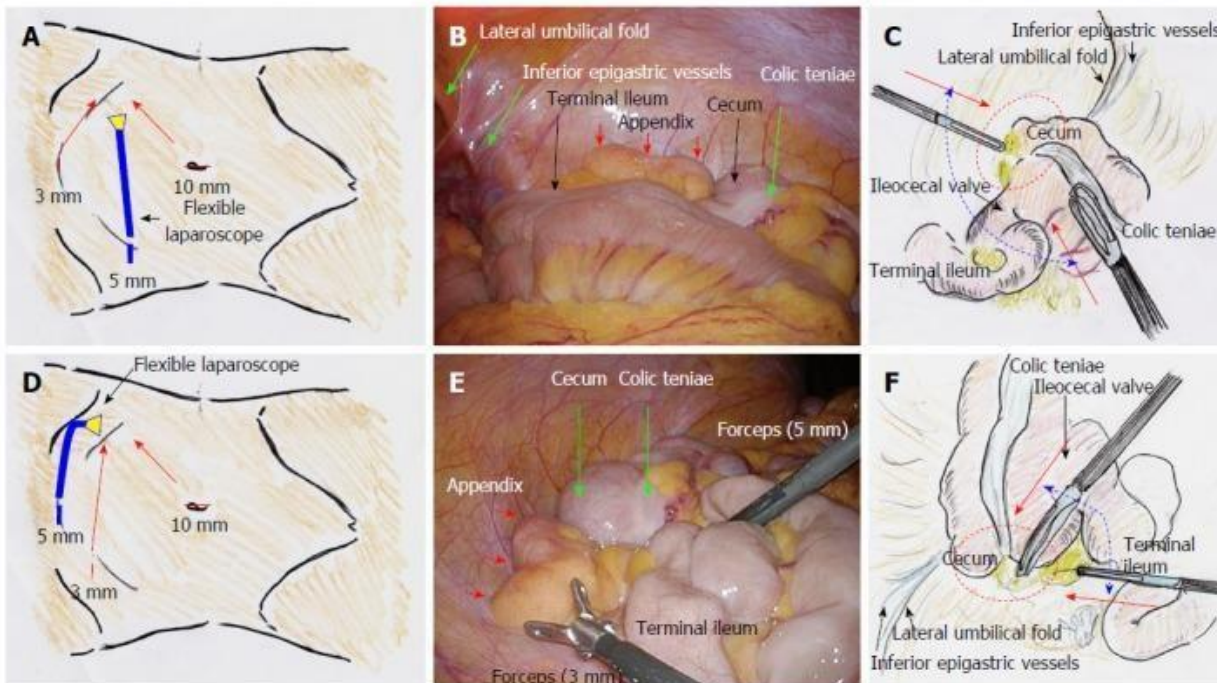 A
3 mm
10 mm
Flexible
laparoscope
5 mm
B
Lateral umbilical fold
Inferior epigastric vessels
Colic teniae
Terminal ileum
Cecum
Appendix
C
Inferior epigastric vessels
Lateral umbilical fold
Cecum
Ileocecal valve
Colic teniae
Terminal ileum
D
Flexible laparoscope
5 mm
10 mm
3 mm
E
Cecum
Colic teniae
Forceps (5 mm)
Appendix
Terminal ileum
Forceps (3 mm)
F
Colic teniae
Ileocecal valve
Cecum
Terminal
ileum
Lateral umbilical fold
Inferior epigastric vessels